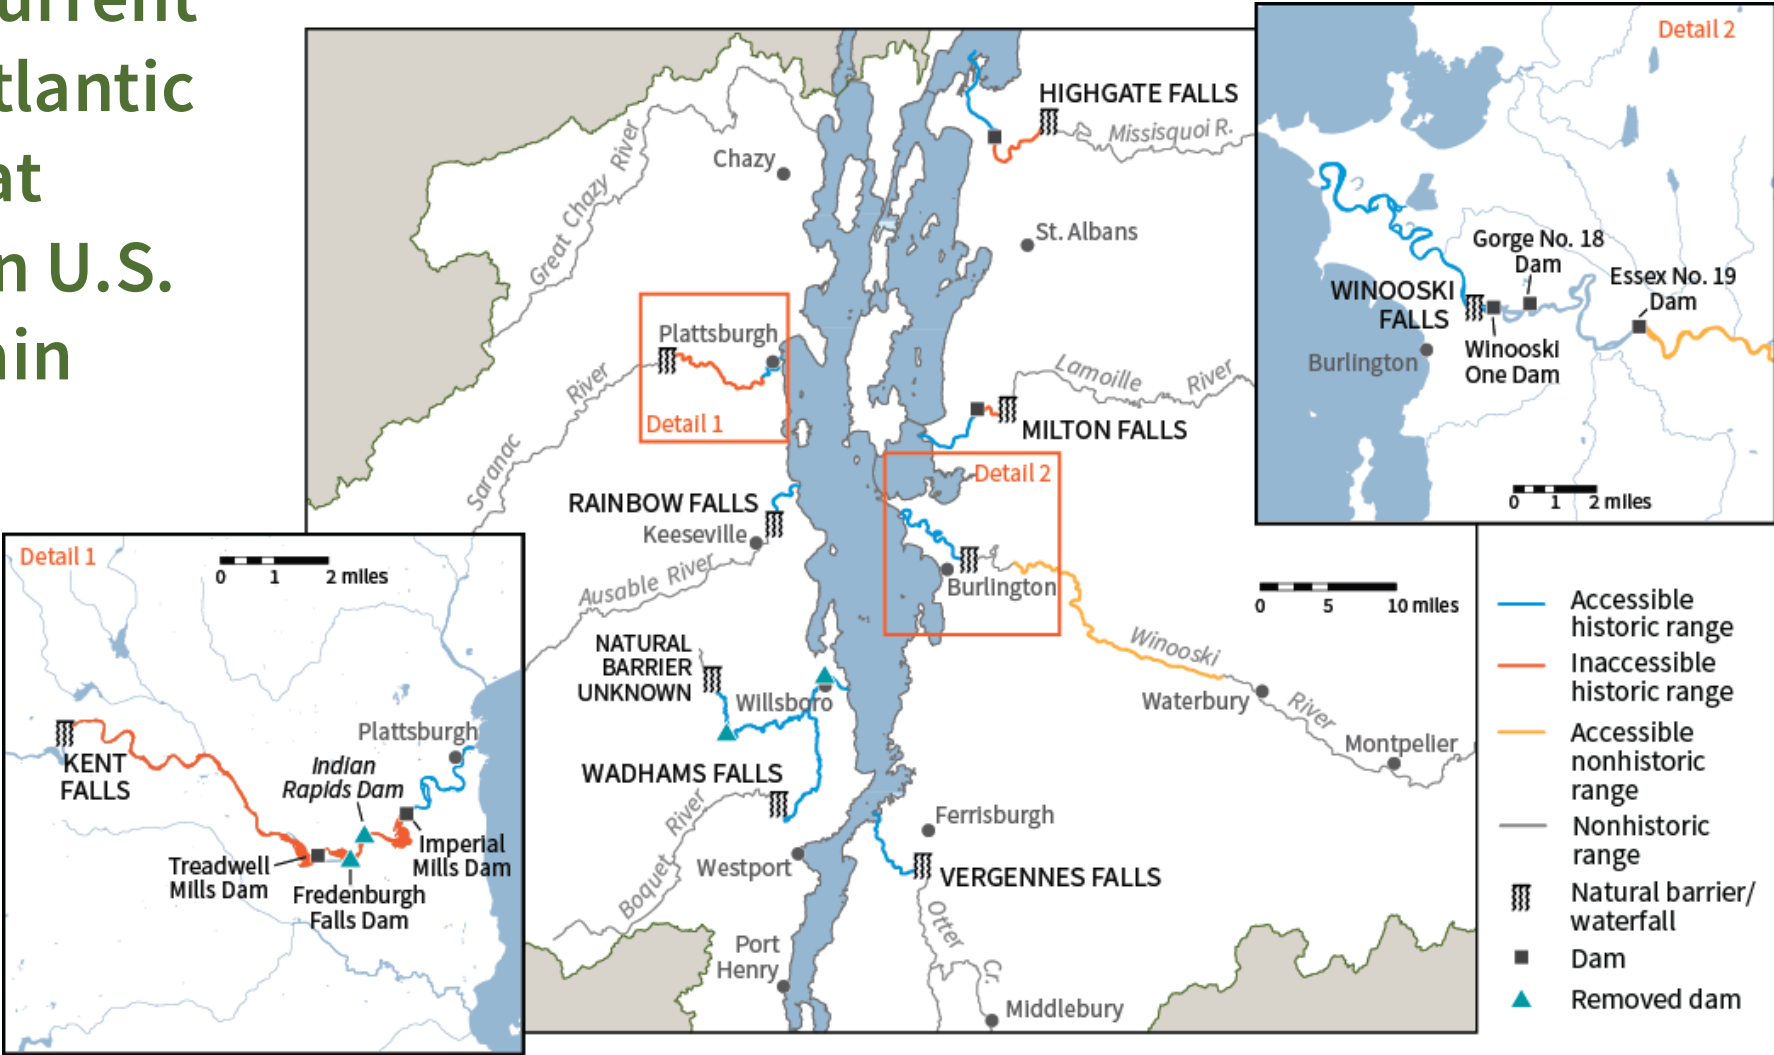 tlantic
at
n U.S.
Detail 2
HIGHGATE FALLS
Missisquoi R.
Chazy
Great Chazy River
St. Albans
Gorge No. 18
Dam
Essex No. 19
Dam
WINOOSKI
FALLS
Winooski
One Dam
Burlington
0 1 2 miles
Plattsburgh
Detail 1
Saranac River
Lamoille River
MILTON FALLS
Detail 2
RAINBOW FALLS
Keeseville
Ausable River
Burlington
0 5 10 miles
Detail 1
0 1 2 miles
NATURAL
BARRIER
UNKNOWN
Willsboro
Winooski River
Waterbury
Montpelier
WADHAMS FALLS
Boquet River
Ferrisburgh
Westport
VERGENNES FALLS
Otter Cr.
Port
Henry
Middlebury
Plattsburgh
KENT
FALLS
Indian
Rapids Dam
Imperial
Mills Dam
Treadwell
Mills Dam
Fredenburgh
Falls Dam
Accessible
historic range
Inaccessible
historic range
Accessible
nonhistoric
range
Nonhistoric
range
Natural barrier/
waterfall
Dam
Removed dam